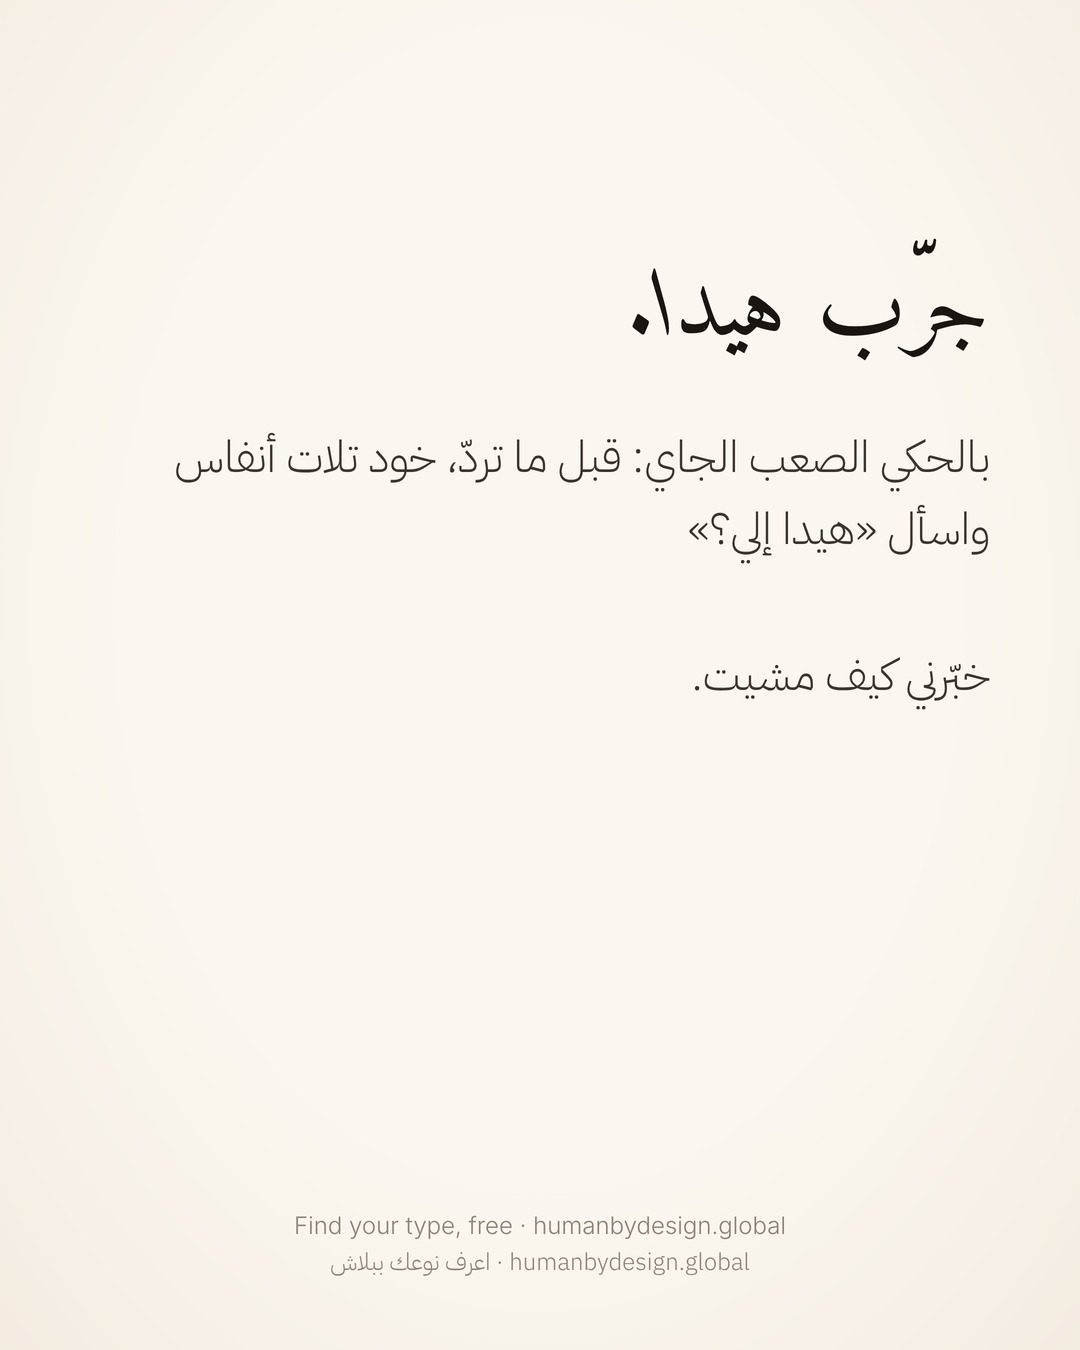 جرّب هيدا.
بالحكي الصعب الجاي: قبل ما تردّ، خود تلات أنفاس
واسأل «هيدا إلي؟»
خبّرني كيف مشيت.
Find your type, free · humanbydesign.global
اعرف نوعك ببلاش · humanbydesign.global